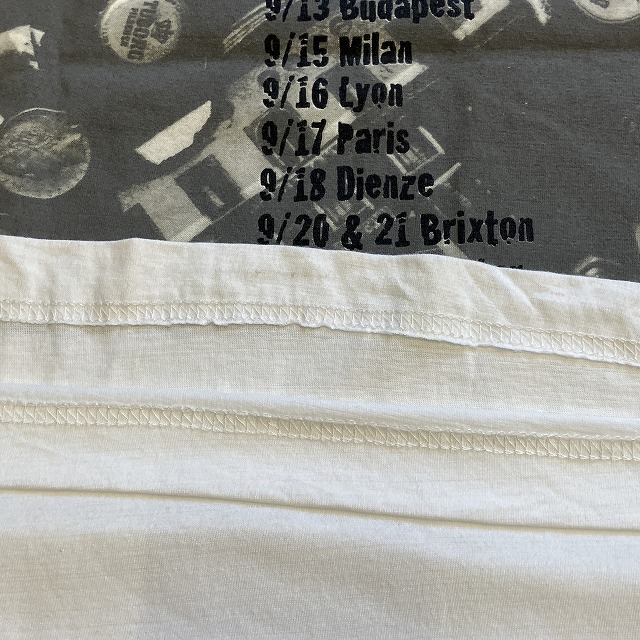 TUBORG
9/13 Budapest
9/15 Milan
9/16 Lyon
9/17 Paris
9/18 Dienze
9/20 & 21 Brixton